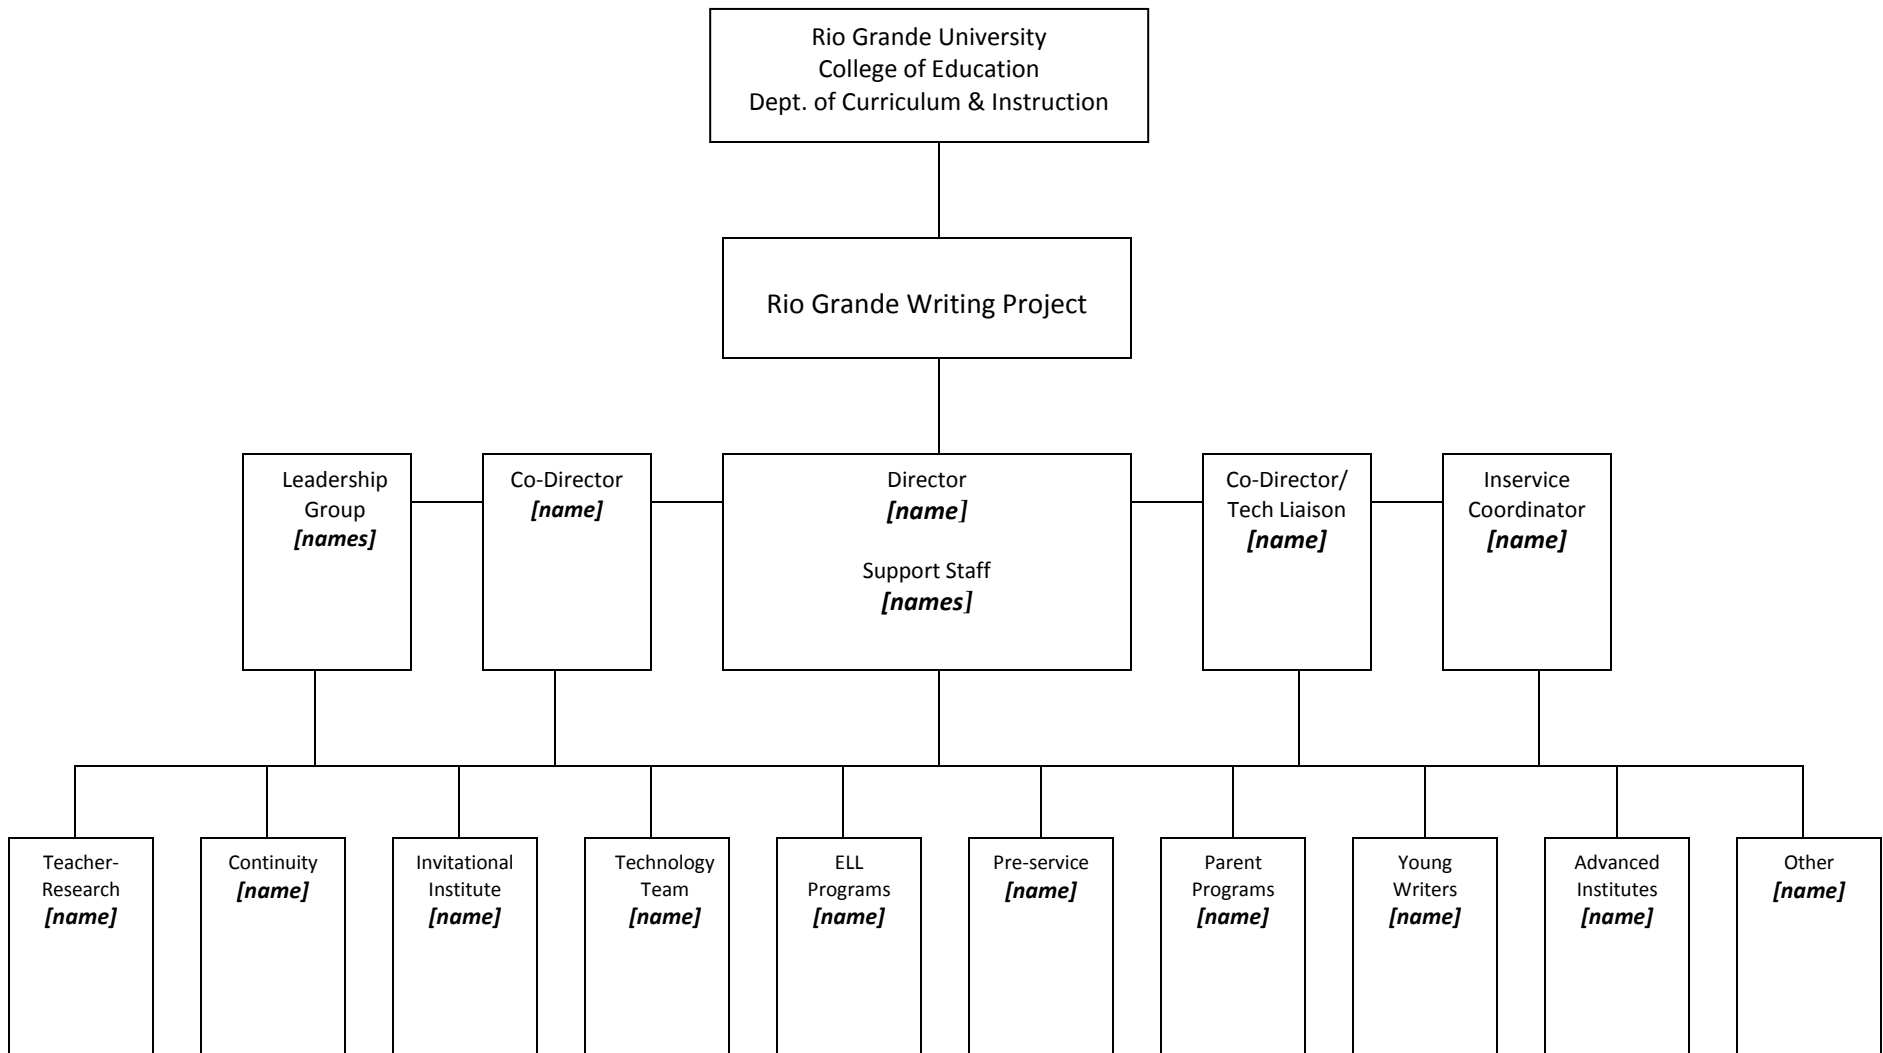 Rio Grande University
College of Education
Dept. of Curriculum & Instruction
Rio Grande Writing Project
Leadership
Group
[names]
Co-Director
[name]
Director
[name]
Support Staff
[names]
Co-Director/
Tech Liaison
[name]
Inservice
Coordinator
[name]
Teacher-
Research
[name]
Continuity
[name]
Invitational
Institute
[name]
Technology
Team
[name]
ELL
Programs
[name]
Pre-service
[name]
Parent
Programs
[name]
Young
Writers
[name]
Advanced
Institutes
[name]
Other
[name]